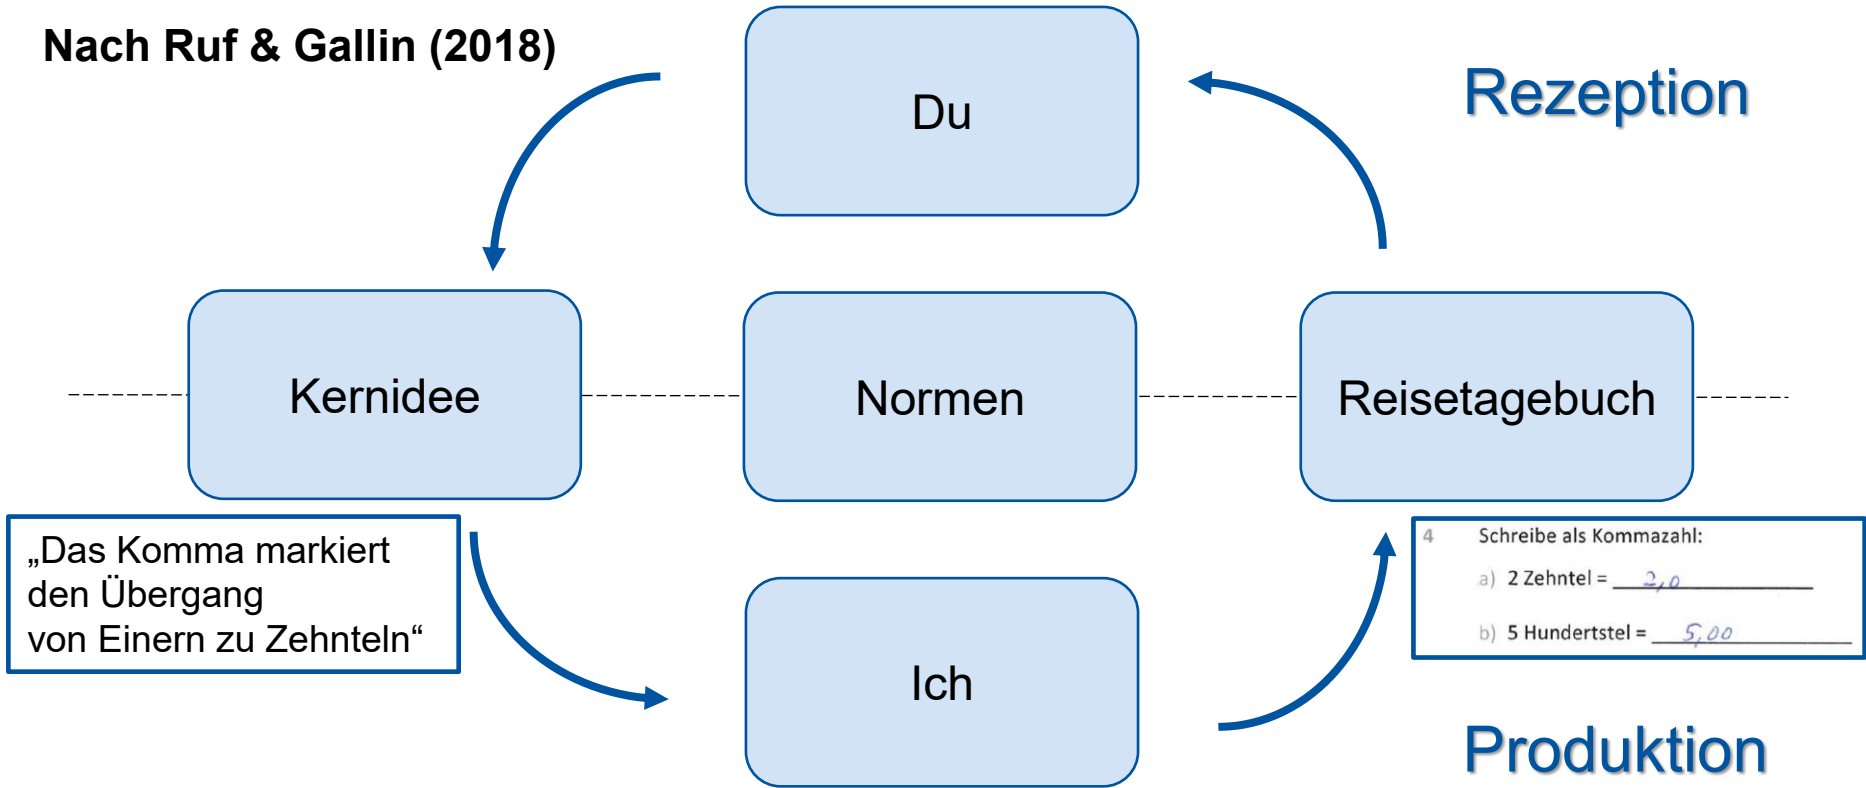 Nach Ruf & Gallin (2018)
Du
Rezeption
Kernidee
Normen
Reisetagebuch
„Das Komma markiert
den Übergang
von Einern zu Zehnteln“
4 Schreibe als Kommazahl:
a) 2 Zehntel = 2,0
b) 5 Hundertstel = 5,00
Ich
Produktion